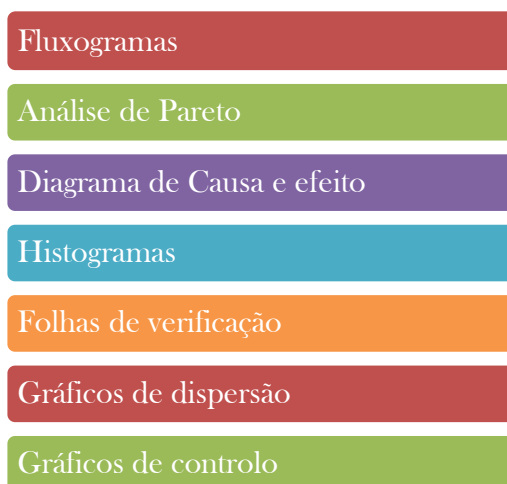 Fluxogramas
Análise de Pareto
Diagrama de Causa e efeito
Histogramas
Folhas de verificação
Gráficos de dispersão
Gráficos de controlo